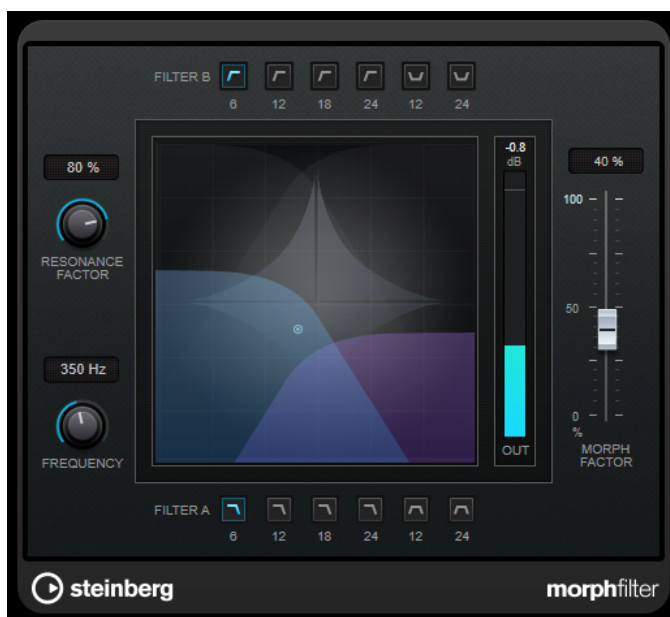 FILTER B
6 12 18 24 12 24
-0.8
dB
80 %
40 %
100
RESONANCE
FACTOR
50
350 Hz
0
%
FREQUENCY
OUT
MORPH
FACTOR
FILTER A
6 12 18 24 12 24
steinberg
morphfilter